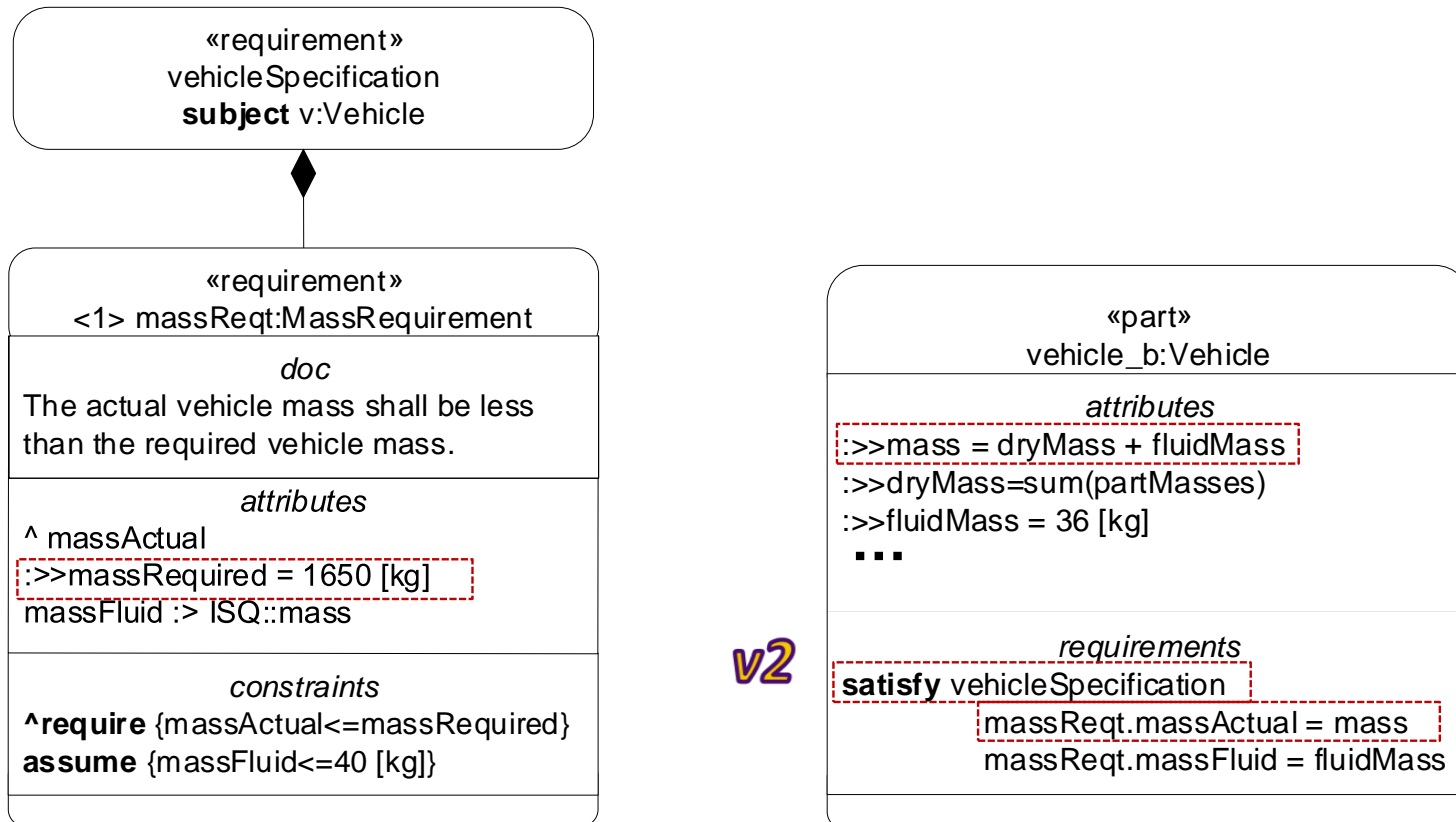 «requirement»
vehicleSpecification
subject v:Vehicle
«requirement»
<1> massReqt:MassRequirement
doc
The actual vehicle mass shall be less
than the required vehicle mass.
attributes
^ massActual
:>>massRequired = 1650 [kg]
massFluid :> ISQ::mass
constraints
^require {massActual<=massRequired}
assume {massFluid<=40 [kg]}
v2
«part»
vehicle_b:Vehicle
attributes
:>>mass = dryMass + fluidMass
:>>dryMass=sum(partMasses)
:>>fluidMass = 36 [kg]
...
requirements
satisfy vehicleSpecification
massReqt.massActual = mass
massReqt.massFluid = fluidMass